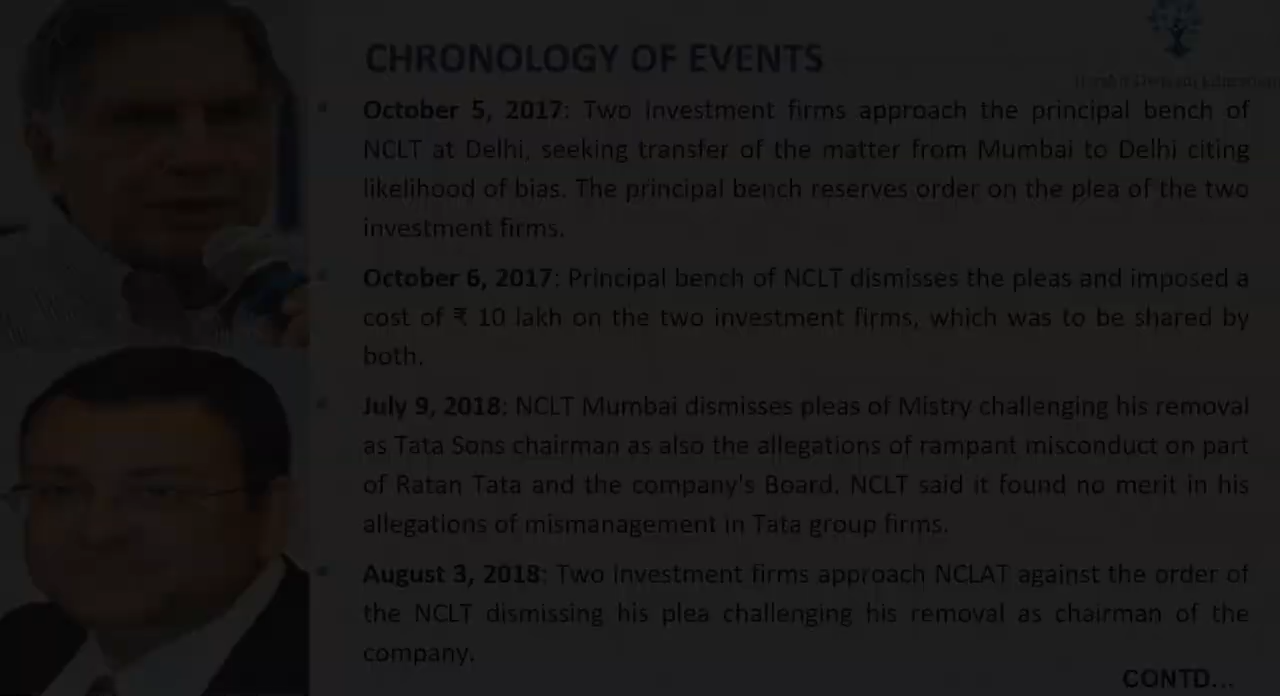 CHRONOLOGY OF EVENTS
October 5, 2017: Two Investment firms approach the principal bench of
NCLT at Delhi, seeking transfer of the matter from Mumbai to Delhi citing
likelihood of bias. The principal bench reserves order on the plea of the two
investment firms.
October 6, 2017: Principal bench of NCLT dismisses the pleas and imposed a
cost of ₹ 10 lakh on the two investment firms, which was to be shared by
both.
July 9, 2018: NCLT Mumbai dismisses pleas of Mistry challenging his removal
as Tata Sons chairman as also the allegations of rampant misconduct on part
of Ratan Tata and the company's Board. NCLT said it found no merit in his
allegations of mismanagement in Tata group firms.
August 3, 2018: Two Investment firms approach NCLAT against the order of
the NCLT dismissing his plea challenging his removal as chairman of the
company.
CONTD...